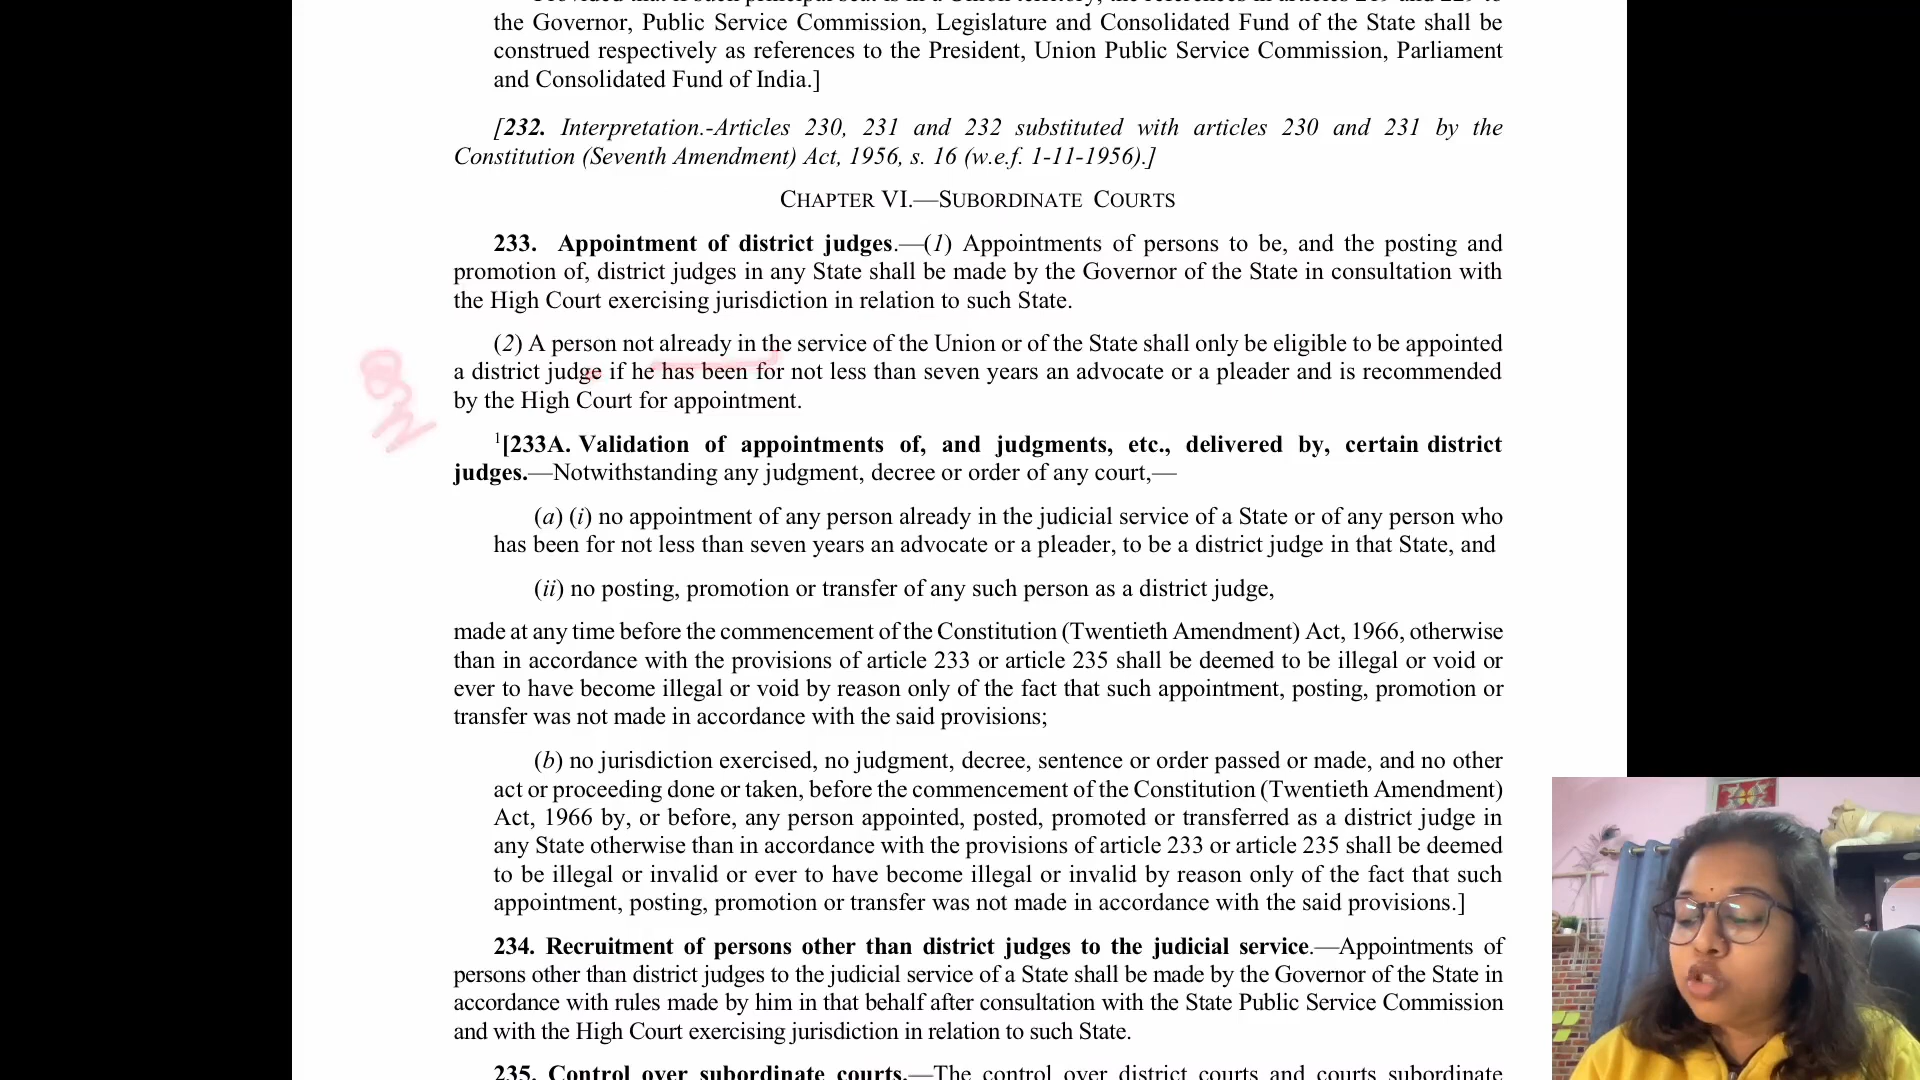 the Governor, Public Service Commission, Legislature and Consolidated Fund of the State shall be
construed respectively as references to the President, Union Public Service Commission, Parliament
and Consolidated Fund of India.]
[232. Interpretation.-Articles 230, 231 and 232 substituted with articles 230 and 231 by the
Constitution (Seventh Amendment) Act, 1956, s. 16 (w.e.f. 1-11-1956).]
CHAPTER VI.—SUBORDINATE COURTS
233. Appointment of district judges.—(1) Appointments of persons to be, and the posting and
promotion of, district judges in any State shall be made by the Governor of the State in consultation with
the High Court exercising jurisdiction in relation to such State.
(2) A person not already in the service of the Union or of the State shall only be eligible to be appointed
a district judge if he has been for not less than seven years an advocate or a pleader and is recommended
by the High Court for appointment.
1[233A. Validation of appointments of, and judgments, etc., delivered by, certain district
judges.—Notwithstanding any judgment, decree or order of any court,—
(a) (i) no appointment of any person already in the judicial service of a State or of any person who
has been for not less than seven years an advocate or a pleader, to be a district judge in that State, and
(ii) no posting, promotion or transfer of any such person as a district judge,
made at any time before the commencement of the Constitution (Twentieth Amendment) Act, 1966, otherwise
than in accordance with the provisions of article 233 or article 235 shall be deemed to be illegal or void or
ever to have become illegal or void by reason only of the fact that such appointment, posting, promotion or
transfer was not made in accordance with the said provisions;
(b) no jurisdiction exercised, no judgment, decree, sentence or order passed or made, and no other
act or proceeding done or taken, before the commencement of the Constitution (Twentieth Amendment)
Act, 1966 by, or before, any person appointed, posted, promoted or transferred as a district judge in
any State otherwise than in accordance with the provisions of article 233 or article 235 shall be deemed
to be illegal or invalid or ever to have become illegal or invalid by reason only of the fact that such
appointment, posting, promotion or transfer was not made in accordance with the said provisions.]
234. Recruitment of persons other than district judges to the judicial service.—Appointments of
persons other than district judges to the judicial service of a State shall be made by the Governor of the State in
accordance with rules made by him in that behalf after consultation with the State Public Service Commission
and with the High Court exercising jurisdiction in relation to such State.
235. Control over subordinate courts.—The control over district courts and courts subordinate